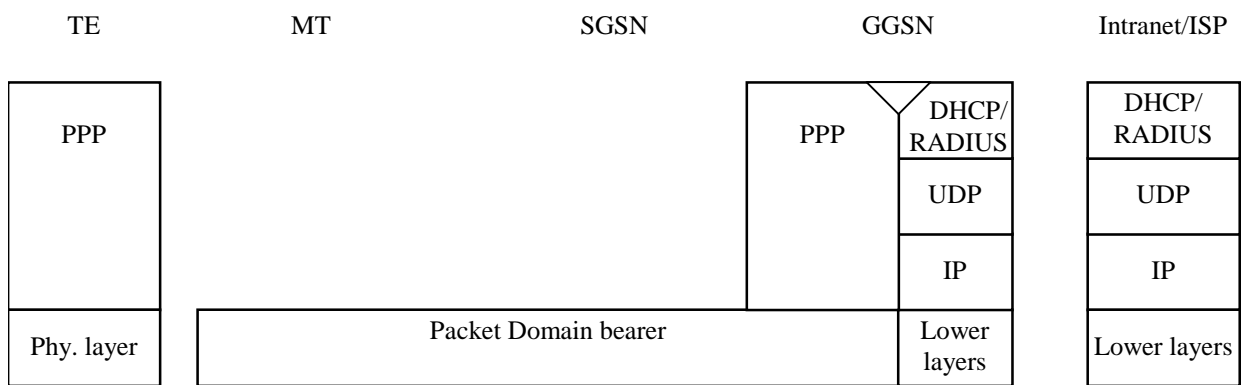 TE MT SGSN GGSN Intranet/ISP
PPP PPP DHCP/
RADIUS DHCP/
RADIUS
UDP UDP
IP IP
Phy. layer Packet Domain bearer Lower
layers Lower layers